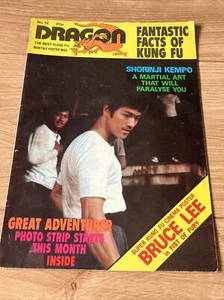 No. 12 20p
DRAGON
THE BEST KUNG FU
MONTHLY POSTER MAG.
FANTASTIC
FACTS OF
KUNG FU
SHORINJI KEMPO
A MARTIAL ART
THAT WILL
PARALYSE YOU
GREAT ADVENTURE
PHOTO STRIP STARTS
THIS MONTH
INSIDE
SUPER KUNG FU CINEMA POSTER
BRUCE LEE
in FIST OF FURY